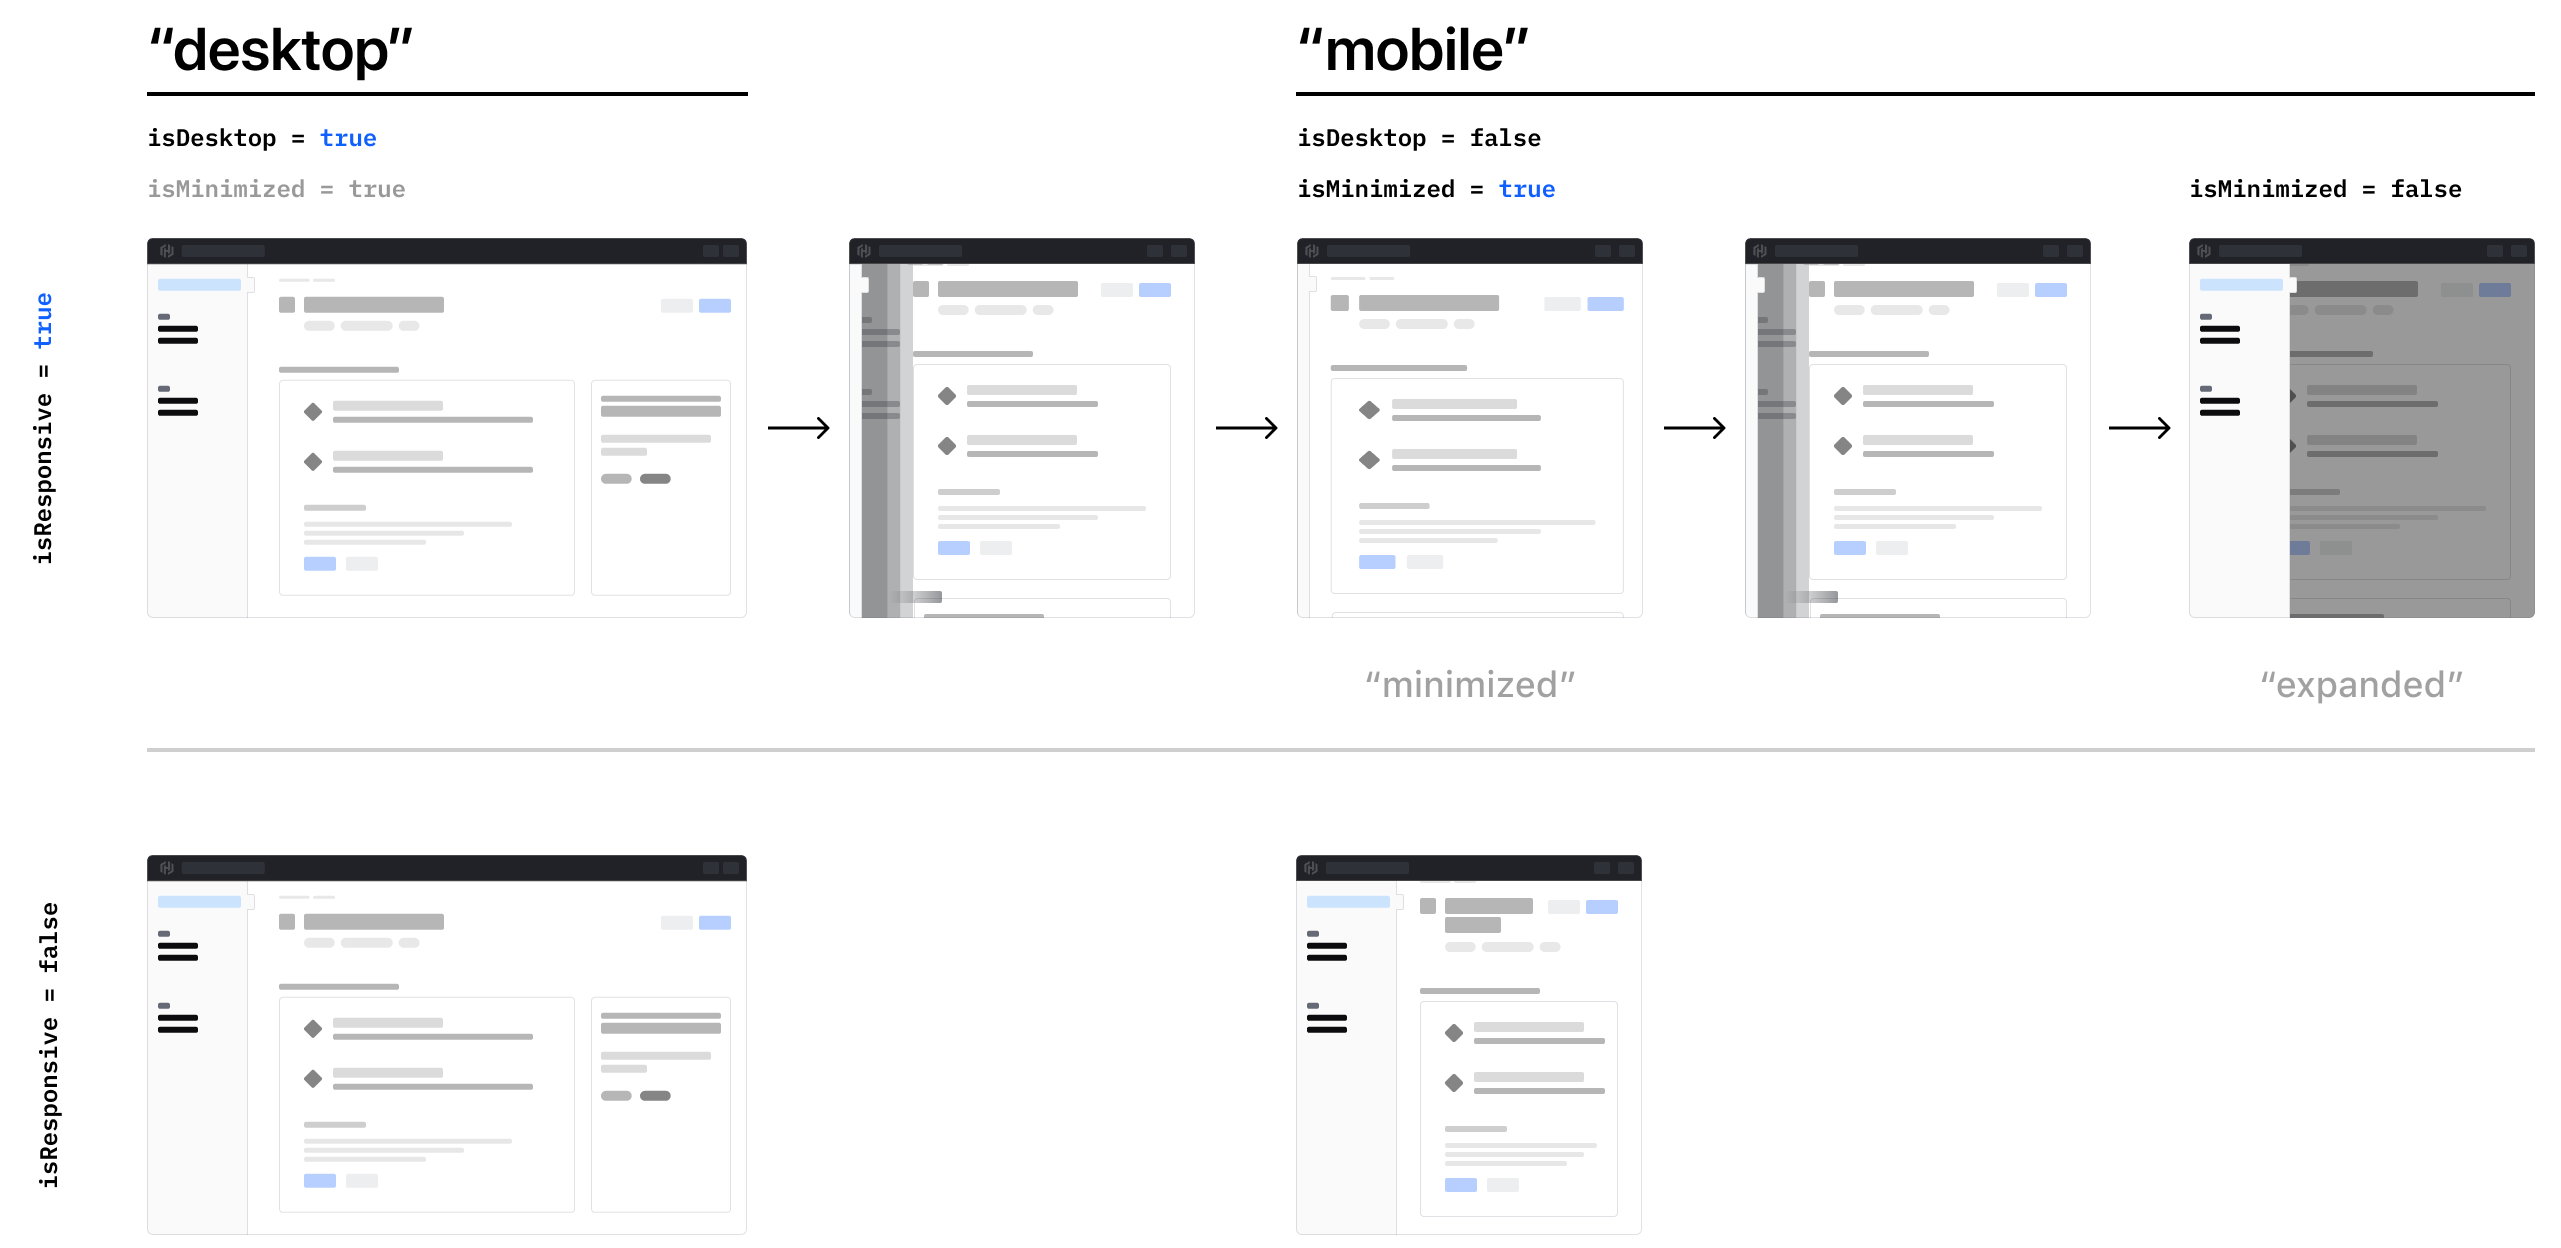 “desktop”
“mobile”
isDesktop = true
isDesktop = false
isMinimized = true
isMinimized = true
isMinimized = false
isResponsive = true
“minimized”
“expanded”
isResponsive = false